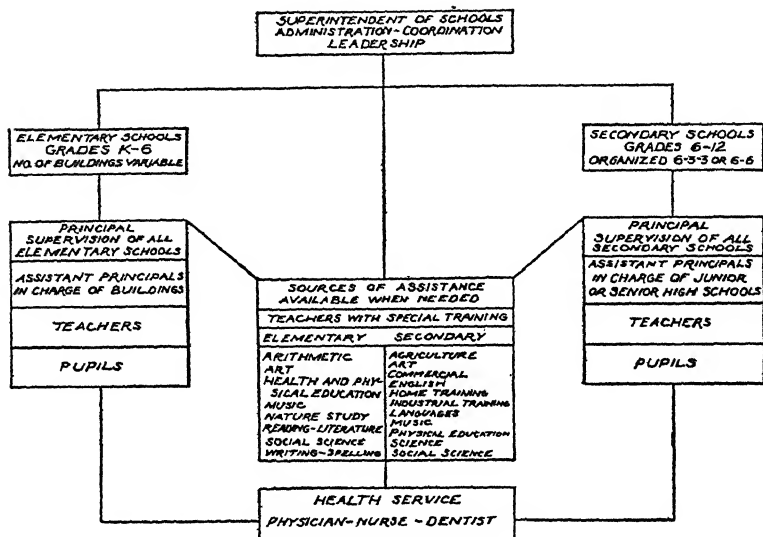 SUPERINTENDENT OF SCHOOLS
ADMINISTRATION-COORDINATION
LEADERSHIP
ELEMENTARY SCHOOLS
GRADES K-6
NO. OF BUILDINGS VARIABLE
SECONDARY SCHOOLS
GRADES 6-12
ORGANIZED 6-3-3 OR 6-6
PRINCIPAL
SUPERVISION OF ALL
ELEMENTARY SCHOOLS
ASSISTANT PRINCIPALS
IN CHARGE OF BUILDINGS
TEACHERS
PUPILS
SOURCES OF ASSISTANCE
AVAILABLE WHEN NEEDED
TEACHERS WITH SPECIAL TRAINING
ELEMENTARY
ARITHMETIC
ART
HEALTH AND PHY-
SICAL EDUCATION
MUSIC
NATURE STUDY
READING-LITERATURE
SOCIAL SCIENCE
WRITING-SPELLING
SECONDARY
AGRICULTURE
ART
COMMERCIAL
ENGLISH
HOME TRAINING
INDUSTRIAL TRAINING
LANGUAGES
MUSIC
PHYSICAL EDUCATION
SCIENCE
SOCIAL SCIENCE
PRINCIPAL
SUPERVISION OF ALL
SECONDARY SCHOOLS
ASSISTANT PRINCIPALS
IN CHARGE OF JUNIOR
OR SENIOR HIGH SCHOOLS
TEACHERS
PUPILS
HEALTH SERVICE
PHYSICIAN-NURSE-DENTIST